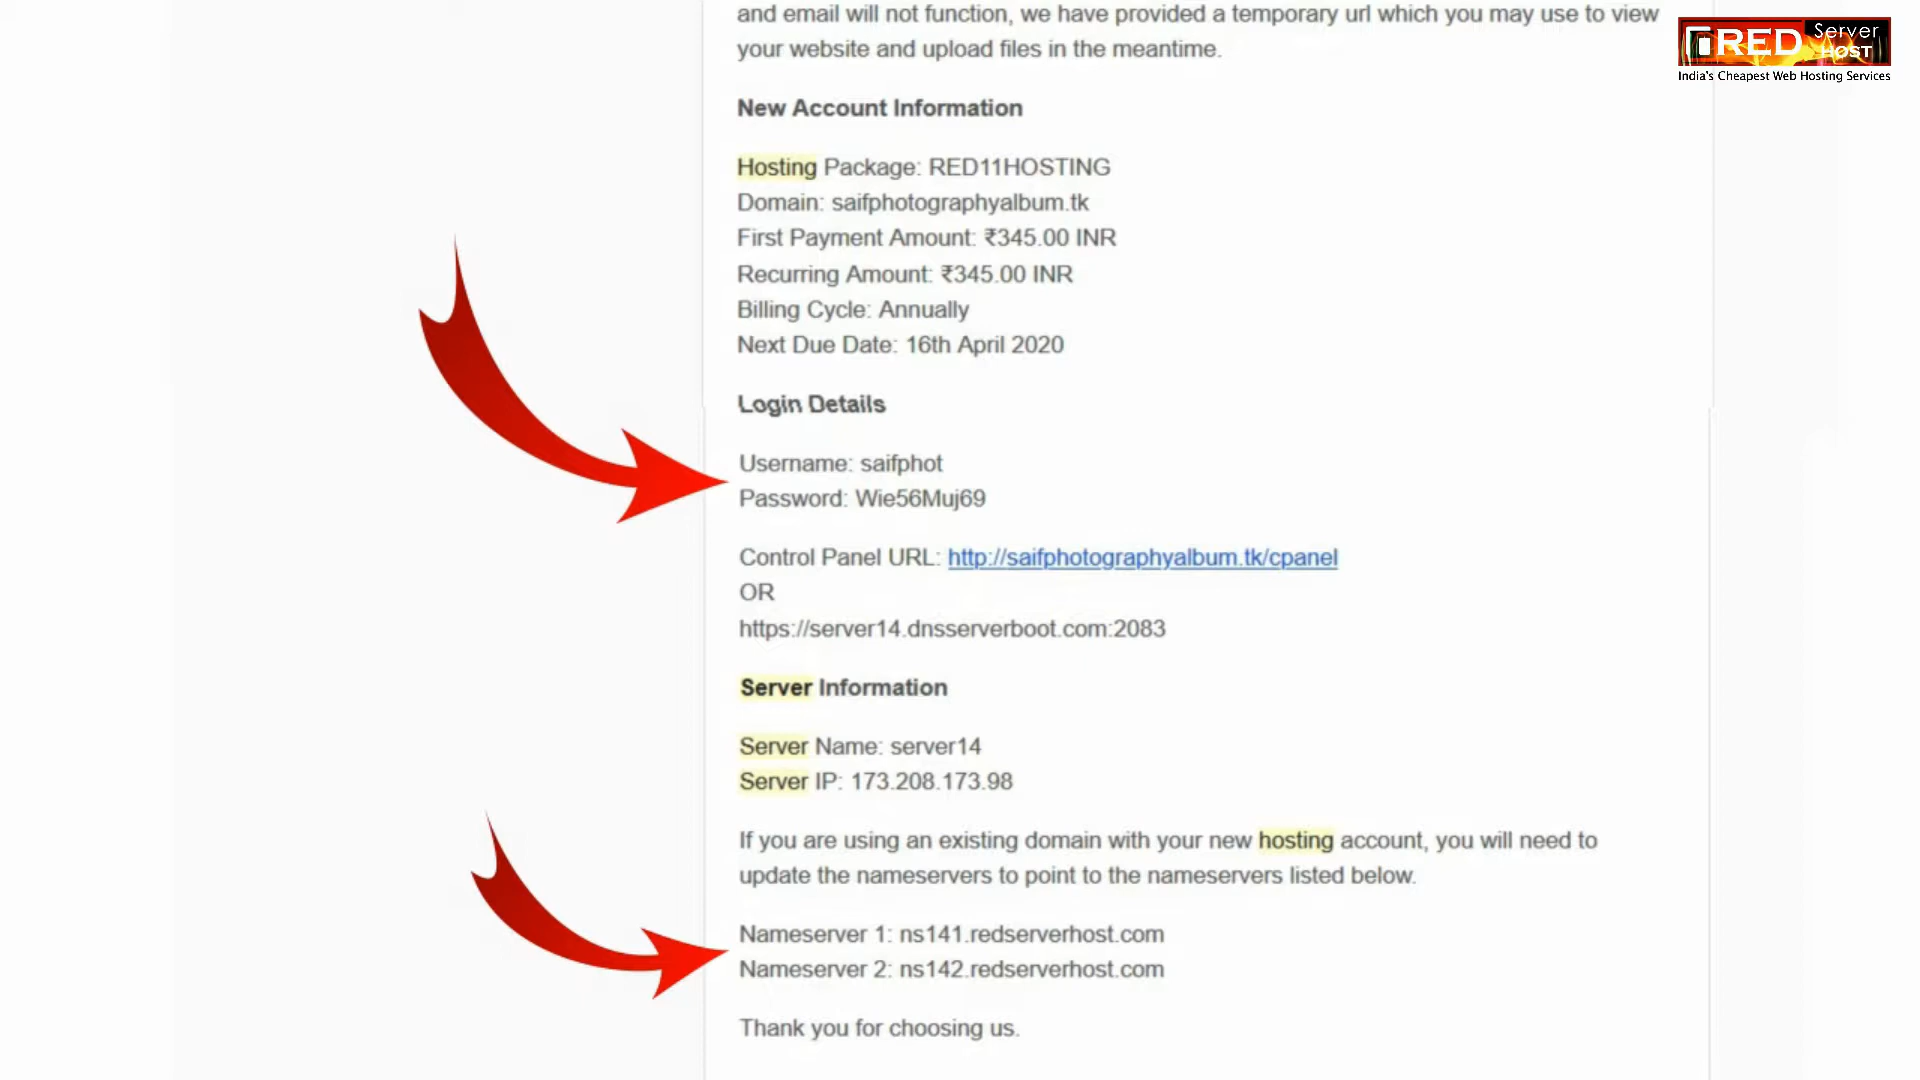 and email will not function, we have provided a temporary url which you may use to view
your website and upload files in the meantime.
RED Server HOST
India's Cheapest Web Hosting Services
New Account Information
Hosting Package: RED11HOSTING
Domain: saifphotographyalbum.tk
First Payment Amount: ₹345.00 INR
Recurring Amount: ₹345.00 INR
Billing Cycle: Annually
Next Due Date: 16th April 2020
Login Details
Username: saifphot
Password: Wie56Muj69
Control Panel URL: http://saifphotographyalbum.tk/cpanel
OR
https://server14.dnsserverboot.com:2083
Server Information
Server Name: server14
Server IP: 173.208.173.98
If you are using an existing domain with your new hosting account, you will need to
update the nameservers to point to the nameservers listed below.
Nameserver 1: ns141.redserverhost.com
Nameserver 2: ns142.redserverhost.com
Thank you for choosing us.